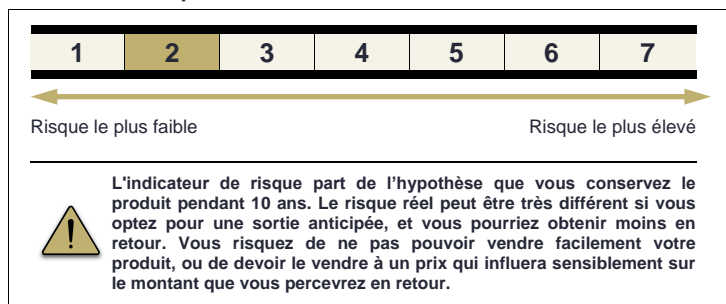 1 2 3 4 5 6 7
Risque le plus faible Risque le plus élevé
L'indicateur de risque part de l’hypothèse que vous conservez le
produit pendant 10 ans. Le risque réel peut être très différent si vous
optez pour une sortie anticipée, et vous pourriez obtenir moins en
retour. Vous risquez de ne pas pouvoir vendre facilement votre
produit, ou de devoir le vendre à un prix qui influera sensiblement sur
le montant que vous percevrez en retour.